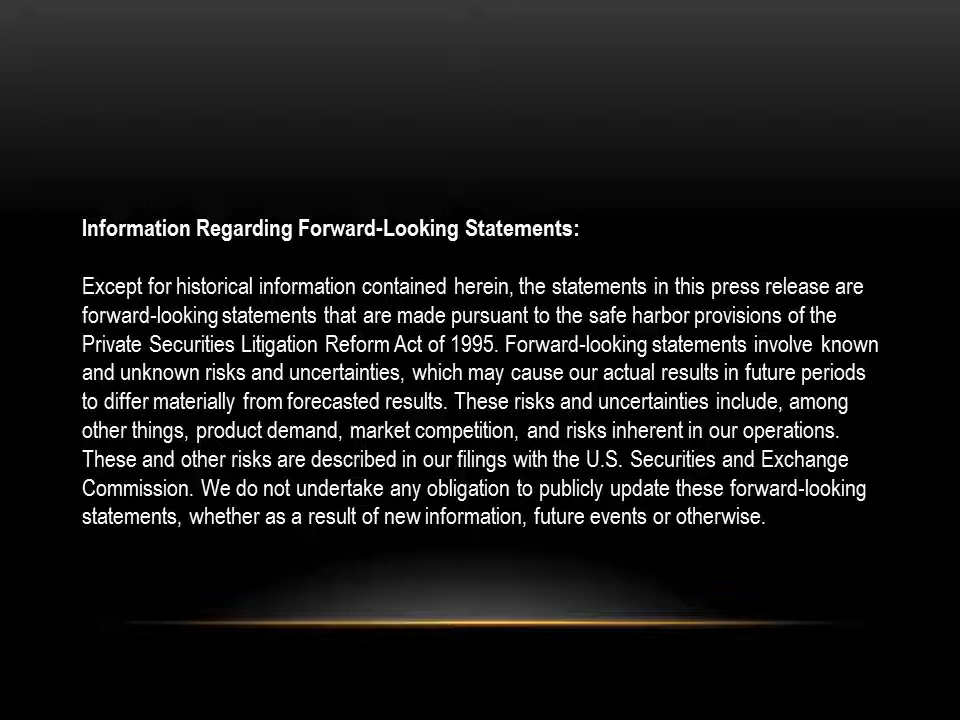 Information Regarding Forward-Looking Statements:
Except for historical information contained herein, the statements in this press release are
forward-looking statements that are made pursuant to the safe harbor provisions of the
Private Securities Litigation Reform Act of 1995. Forward-looking statements involve known
and unknown risks and uncertainties, which may cause our actual results in future periods
to differ materially from forecasted results. These risks and uncertainties include, among
other things, product demand, market competition, and risks inherent in our operations.
These and other risks are described in our filings with the U.S. Securities and Exchange
Commission. We do not undertake any obligation to publicly update these forward-looking
statements, whether as a result of new information, future events or otherwise.